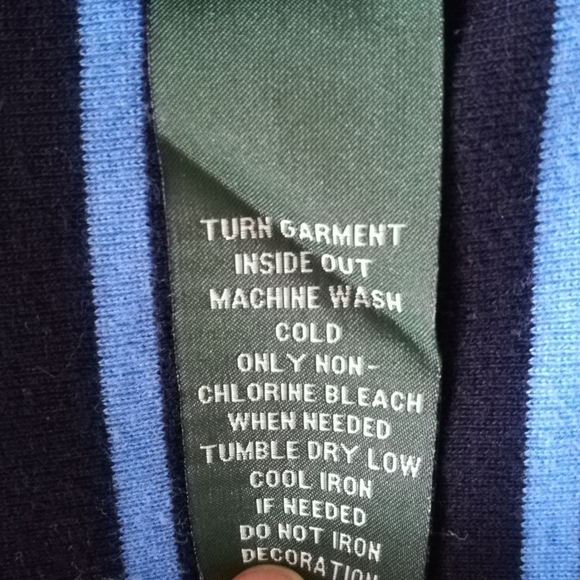 TURN GARMENT
INSIDE OUT
MACHINE WASH
COLD
ONLY NON-
CHLORINE BLEACH
WHEN NEEDED
TUMBLE DRY LOW
COOL IRON
IF NEEDED
DO NOT IRON
DECORATION